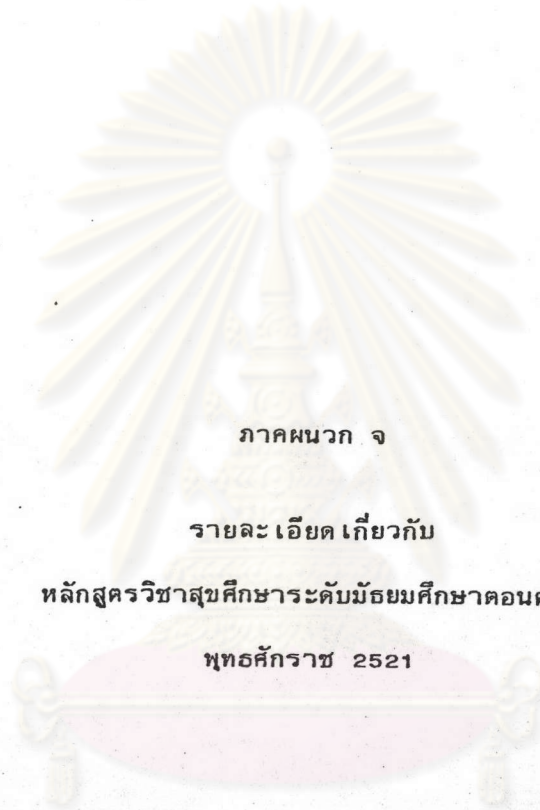 ภาคผนวก จ
รายละเอียดเกี่ยวกับ
หลักสูตรวิชาสุขศึกษาระดับมัธยมศึกษาตอน
พุทธศักราช 2521